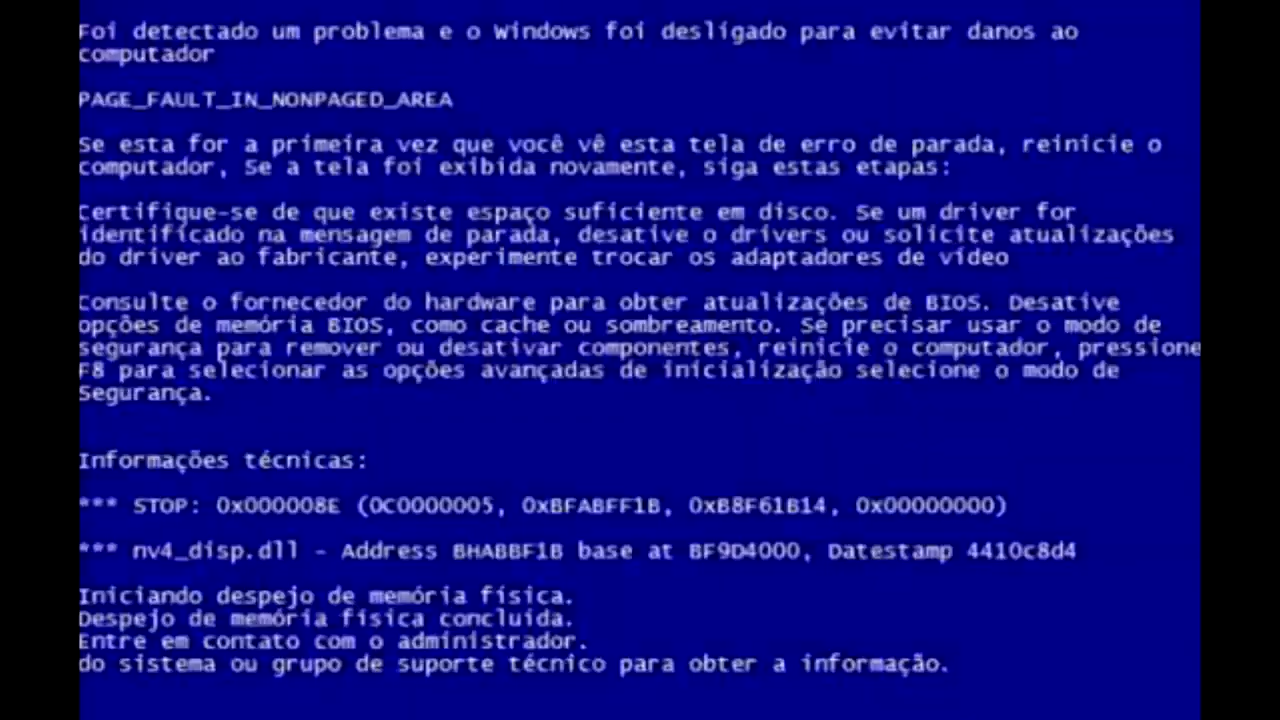 Foi detectado um problema e o Windows foi desligado para evitar danos ao
computador
PAGE_FAULT_IN_NONPAGED_AREA
Se esta for a primeira vez que você vê esta tela de erro de parada, reinicie o
computador, Se a tela foi exibida novamente, siga estas etapas:
Certifique-se de que existe espaço suficiente em disco. Se um driver for
identificado na mensagem de parada, desative o drivers ou solicite atualizações
do driver ao fabricante, experimente trocar os adaptadores de vídeo
Consulte o fornecedor do hardware para obter atualizações de BIOS. Desative
opções de memória BIOS, como cache ou sombreamento. Se precisar usar o modo de
segurança para remover ou desativar componentes, reinicie o computador, pressione
F8 para selecionar as opções avançadas de inicialização selecione o modo de
Segurança.
Informações técnicas:
*** STOP: 0x000008E (0C0000005, 0xBFABFF1B, 0xB8F61B14, 0x00000000)
*** nv4_disp.dll - Address BHABBF1B base at BF9D4000, Datestamp 4410c8d4
Iniciando despejo de memória física.
Despejo de memória física concluída.
Entre em contato com o administrador.
do sistema ou grupo de suporte técnico para obter a informação.